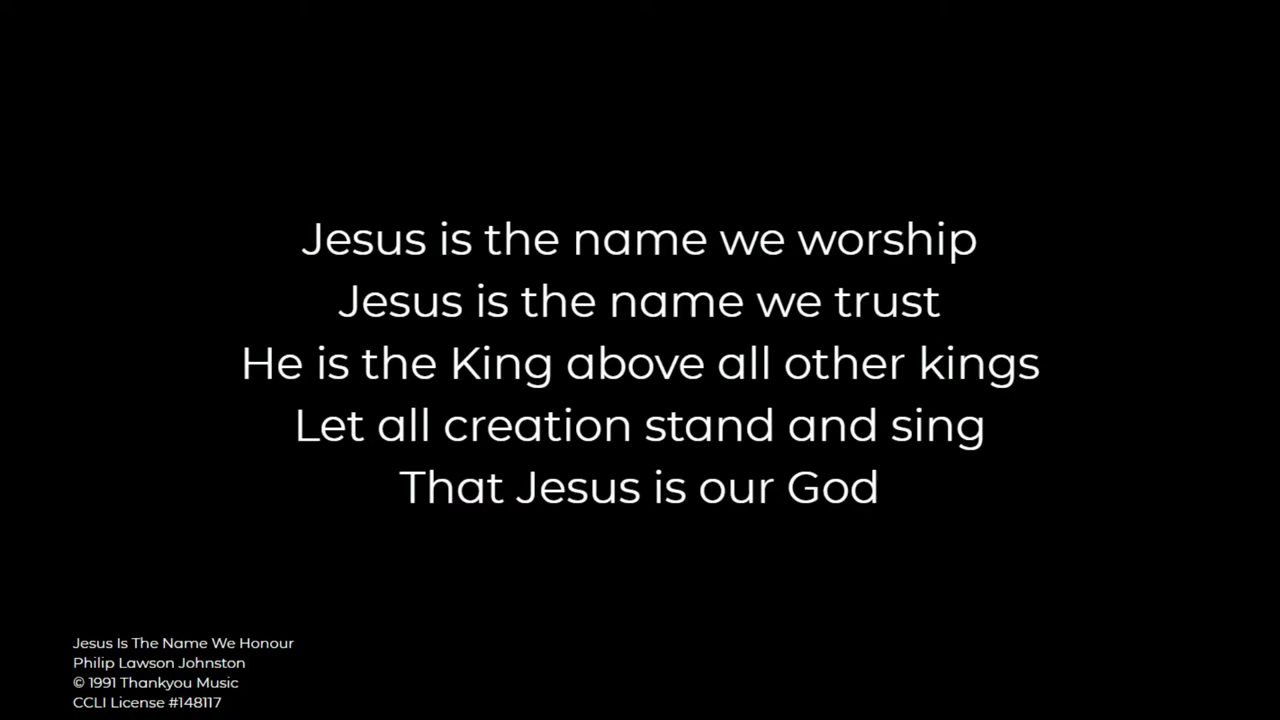 Jesus is the name we worship
Jesus is the name we trust
He is the King above all other kings
Let all creation stand and sing
That Jesus is our God
Jesus Is The Name We Honour
Philip Lawson Johnston
© 1991 Thankyou Music
CCLI License #148117